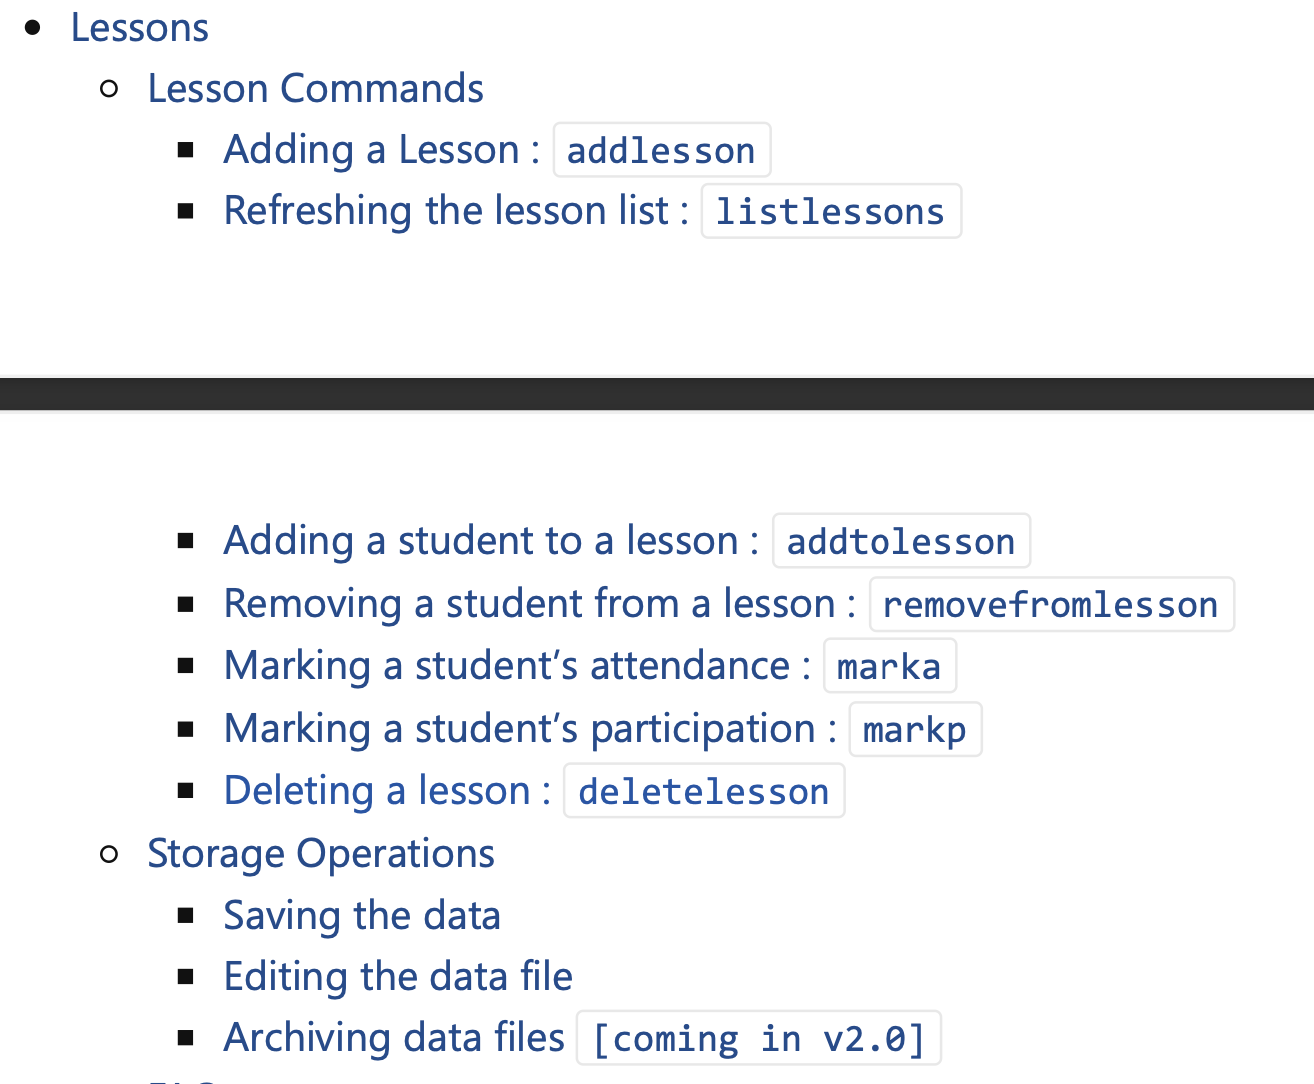 Lessons
Lesson Commands
Adding a Lesson : addlesson
Refreshing the lesson list : listlessons
Adding a student to a lesson : addtolesson
Removing a student from a lesson : removefromlesson
Marking a student’s attendance : marka
Marking a student’s participation : markp
Deleting a lesson : deletelesson
Storage Operations
Saving the data
Editing the data file
Archiving data files [coming in v2.0]